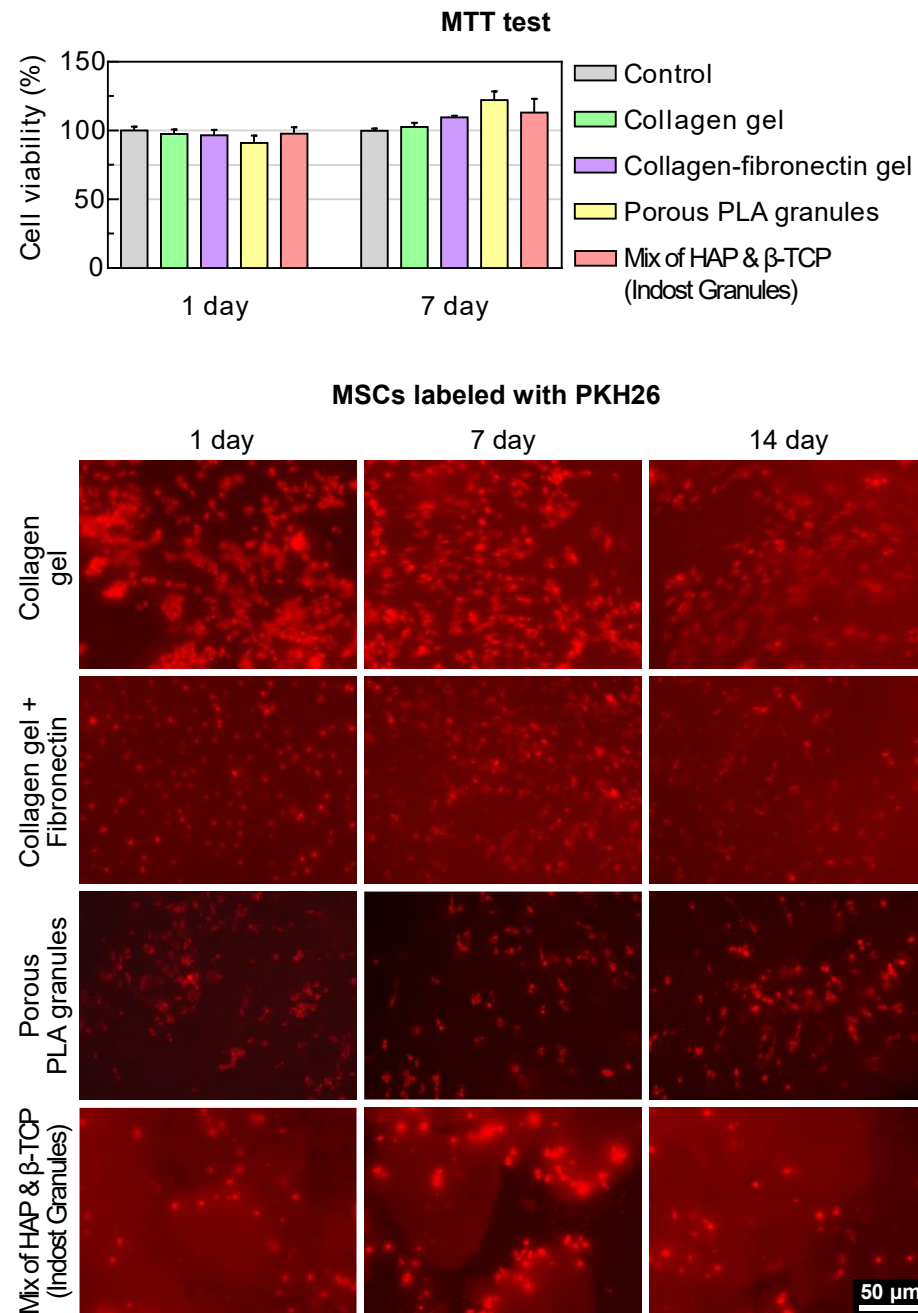 MTT test
Cell viability (%)
150
100
50
0
1 day
7 day
Control
Collagen gel
Collagen-fibronectin gel
Porous PLA granules
Mix of HAP & β-TCP
(Indost Granules)
MSCs labeled with PKH26
1 day
7 day
14 day
Collagen
gel
Collagen gel +
Fibronectin
Porous
PLA granules
Mix of HAP & β-TCP
(Indost Granules)
50 µm